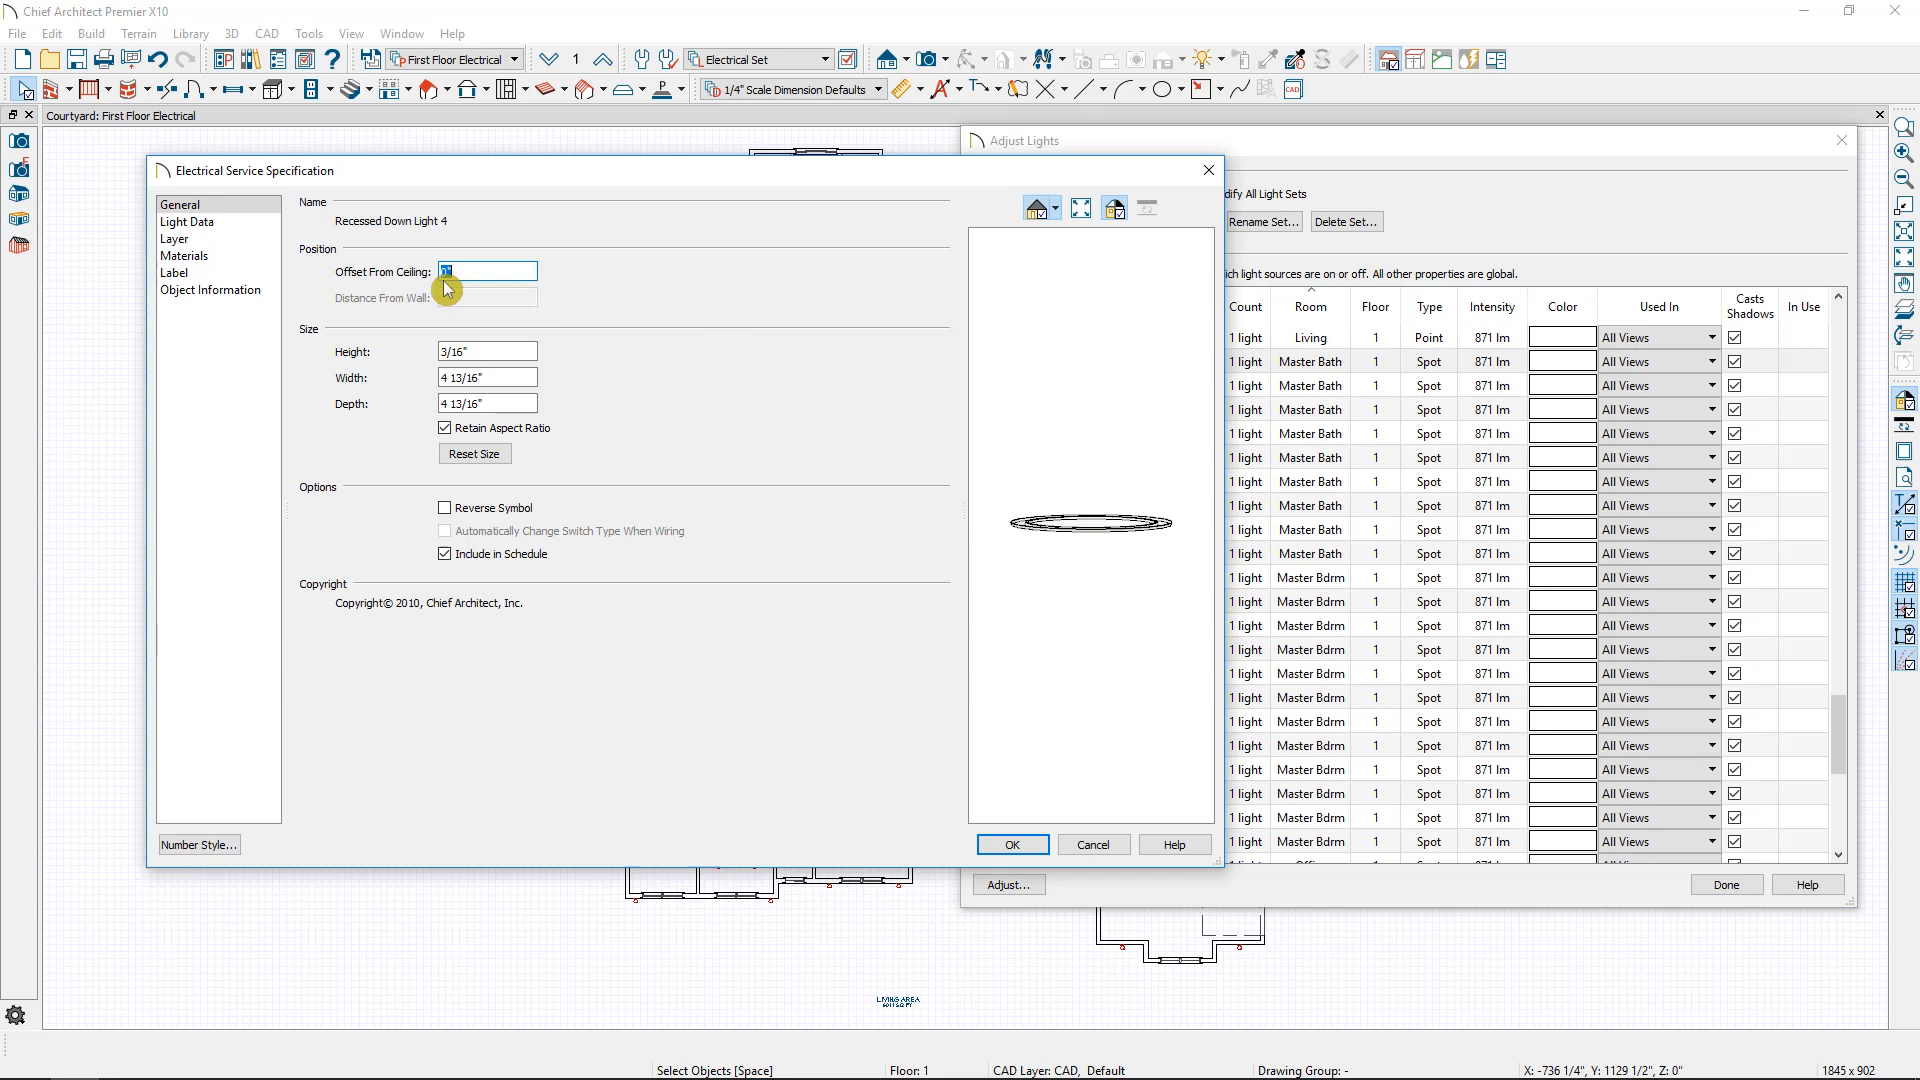 Chief Architect Premier X10
File Edit Build Terrain Library 3D CAD Tools View Window Help
First Floor Electrical 1 Electrical Set
1/4" Scale Dimension Defaults CAD
Courtyard: First Floor Electrical
Adjust Lights
Electrical Service Specification
General
Light Data
Layer
Materials
Label
Object Information
Number Style...
Name
Recessed Down Light 4
Position
Offset From Ceiling: 0"
Distance From Wall:
Size
Height: 3/16"
Width: 4 13/16"
Depth: 4 13/16"
Retain Aspect Ratio
Reset Size
Options
Reverse Symbol
Automatically Change Switch Type When Wiring
Include in Schedule
Copyright
Copyright© 2010, Chief Architect, Inc.
OK Cancel Help
dify All Light Sets
Rename Set... Delete Set...
ich light sources are on or off. All other properties are global.
Count Room Floor Type Intensity Color Used In Casts Shadows In Use
1 light Living 1 Point 871 lm All Views
1 light Master Bath 1 Spot 871 lm All Views
1 light Master Bath 1 Spot 871 lm All Views
1 light Master Bath 1 Spot 871 lm All Views
1 light Master Bath 1 Spot 871 lm All Views
1 light Master Bath 1 Spot 871 lm All Views
1 light Master Bath 1 Spot 871 lm All Views
1 light Master Bath 1 Spot 871 lm All Views
1 light Master Bath 1 Spot 871 lm All Views
1 light Master Bath 1 Spot 871 lm All Views
1 light Master Bdrm 1 Spot 871 lm All Views
1 light Master Bdrm 1 Spot 871 lm All Views
1 light Master Bdrm 1 Spot 871 lm All Views
1 light Master Bdrm 1 Spot 871 lm All Views
1 light Master Bdrm 1 Spot 871 lm All Views
1 light Master Bdrm 1 Spot 871 lm All Views
1 light Master Bdrm 1 Spot 871 lm All Views
1 light Master Bdrm 1 Spot 871 lm All Views
1 light Master Bdrm 1 Spot 871 lm All Views
1 light Master Bdrm 1 Spot 871 lm All Views
1 light Master Bdrm 1 Spot 871 lm All Views
1 light Master Bdrm 1 Spot 871 lm All Views
Adjust... Done Help
LIVING AREA
Select Objects [Space] Floor: 1 CAD Layer: CAD, Default Drawing Group: - X: -736 1/4", Y: 1129 1/2", Z: 0" 1845 x 902